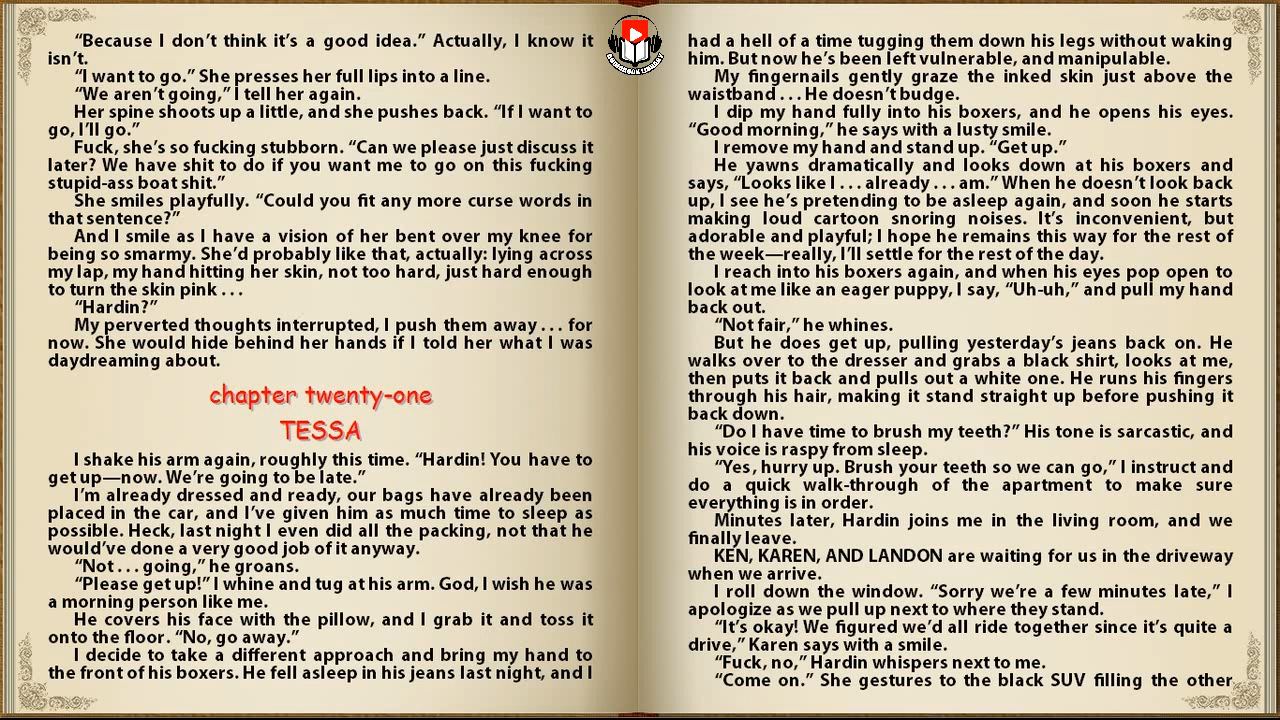 “Because I don’t think it’s a good idea.” Actually, I know it
isn’t.
“I want to go.” She presses her full lips into a line.
“We aren’t going,” I tell her again.
Her spine shoots up a little, and she pushes back. “If I want to
go, I’ll go.”
Fuck, she’s so fucking stubborn. “Can we please just discuss it
later? We have shit to do if you want me to go on this fucking
stupid-ass boat shit.”
She smiles playfully. “Could you fit any more curse words in
that sentence?”
And I smile as I have a vision of her bent over my knee for
being so smarmy. She’d probably like that, actually: lying across
my lap, my hand hitting her skin, not too hard, just hard enough
to turn the skin pink . . .
“Hardin?”
My perverted thoughts interrupted, I push them away . . . for
now. She would hide behind her hands if I told her what I was
daydreaming about.
chapter twenty-one
TESSA
I shake his arm again, roughly this time. “Hardin! You have to
get up—now. We’re going to be late.”
I’m already dressed and ready, our bags have already been
placed in the car, and I’ve given him as much time to sleep as
possible. Heck, last night I even did all the packing, not that he
would’ve done a very good job of it anyway.
“Not . . . going,” he groans.
“Please get up!” I whine and tug at his arm. God, I wish he was
a morning person like me.
He covers his face with the pillow, and I grab it and toss it
onto the floor. “No, go away.”
I decide to take a different approach and bring my hand to
the front of his boxers. He fell asleep in his jeans last night, and I
had a hell of a time tugging them down his legs without waking
him. But now he’s been left vulnerable, and manipulable.
My fingernails gently graze the inked skin just above the
waistband . . . He doesn’t budge.
I dip my hand fully into his boxers, and he opens his eyes.
“Good morning,” he says with a lusty smile.
I remove my hand and stand up. “Get up.”
He yawns dramatically and looks down at his boxers and
says, “Looks like I . . . already . . . am.” When he doesn’t look back
up, I see he’s pretending to be asleep again, and soon he starts
making loud cartoon snoring noises. It’s inconvenient, but
adorable and playful; I hope he remains this way for the rest of
the week—really, I’ll settle for the rest of the day.
I reach into his boxers again, and when his eyes pop open to
look at me like an eager puppy, I say, “Uh-uh,” and pull my hand
back out.
“Not fair,” he whines.
But he does get up, pulling yesterday’s jeans back on. He
walks over to the dresser and grabs a black shirt, looks at me,
then puts it back and pulls out a white one. He runs his fingers
through his hair, making it stand straight up before pushing it
back down.
“Do I have time to brush my teeth?” His tone is sarcastic, and
his voice is raspy from sleep.
“Yes, hurry up. Brush your teeth so we can go,” I instruct and
do a quick walk-through of the apartment to make sure
everything is in order.
Minutes later, Hardin joins me in the living room, and we
finally leave.
KEN, KAREN, AND LANDON are waiting for us in the driveway
when we arrive.
I roll down the window. “Sorry we’re a few minutes late,” I
apologize as we pull up next to where they stand.
“It’s okay! We figured we’d all ride together since it’s quite a
drive,” Karen says with a smile.
“Fuck, no,” Hardin whispers next to me.
“Come on.” She gestures to the black SUV filling the other